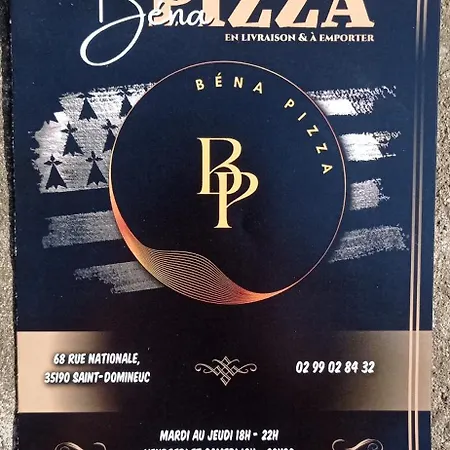 Béna PIZZA
EN LIVRAISON & À EMPORTER
BÉNA PIZZA
BP
68 RUE NATIONALE,
35190 SAINT-DOMINEUC
02 99 02 84 32
MARDI AU JEUDI 18H - 22H